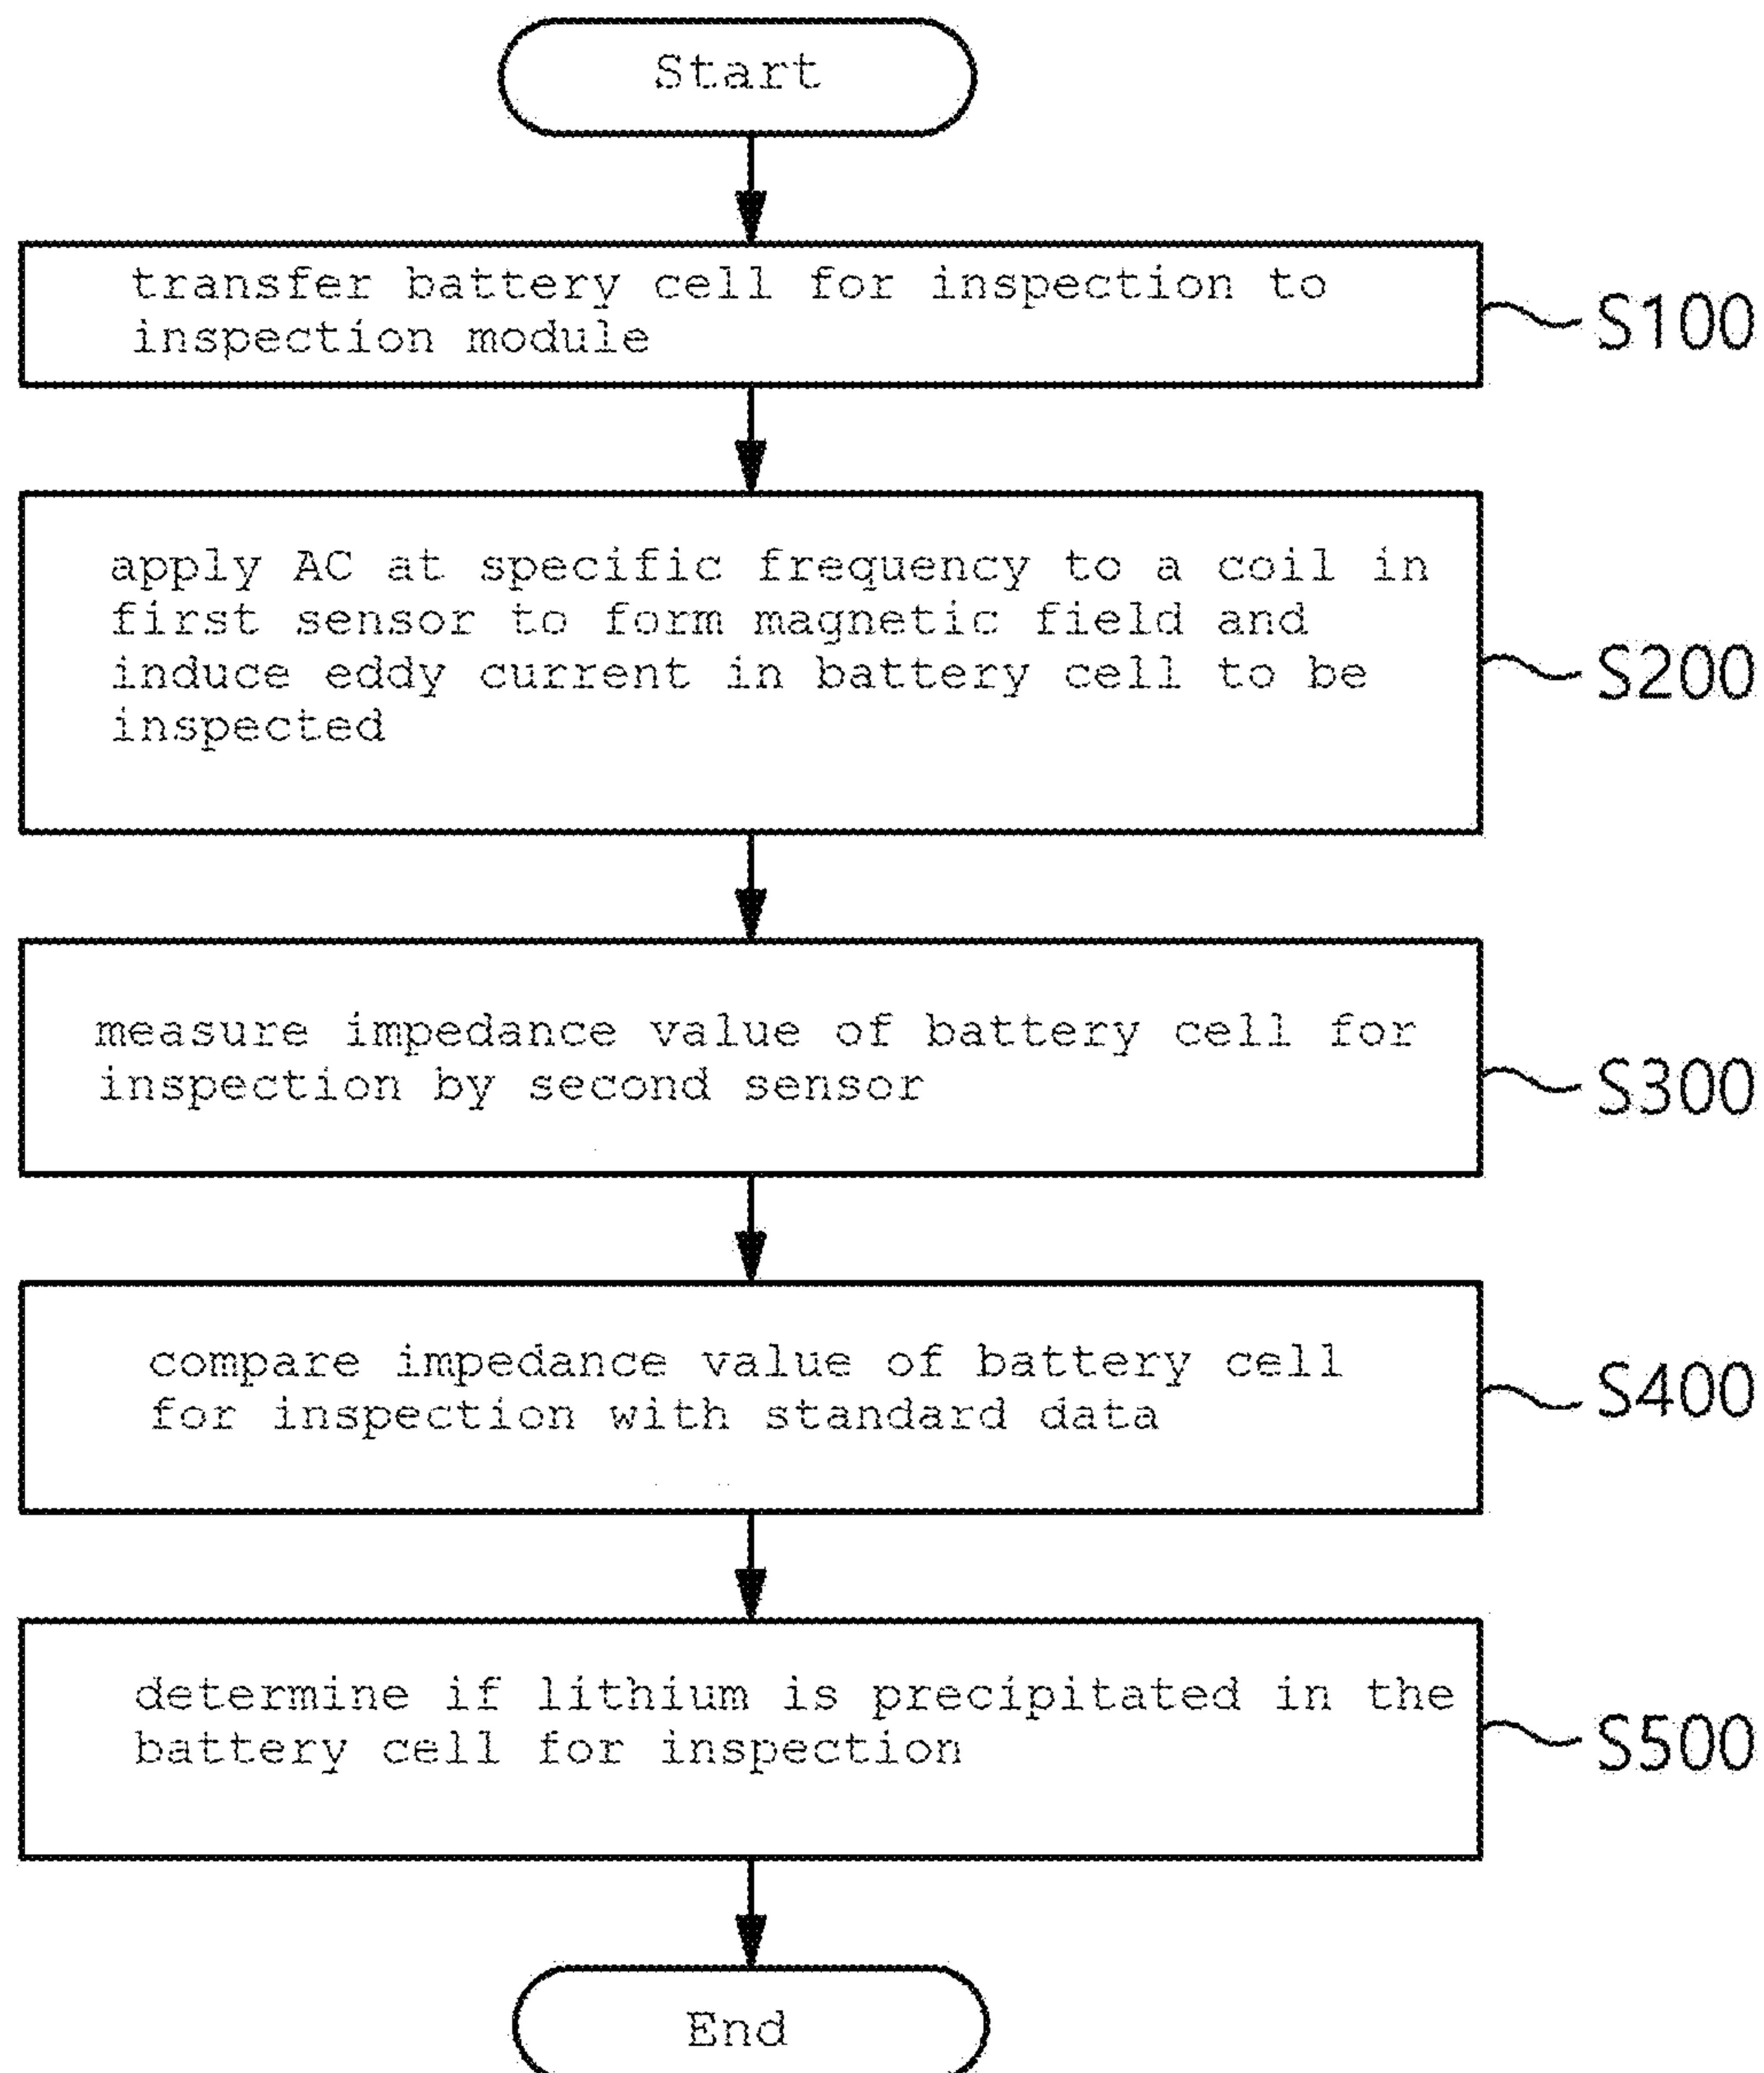 Start
transfer battery cell for inspection to
inspection module
S100
apply AC at specific frequency to a coil in
first sensor to form magnetic field and
induce eddy current in battery cell to be
inspected
S200
measure impedance value of battery cell for
inspection by second sensor
S300
compare impedance value of battery cell
for inspection with standard data
S400
determine if lithium is precipitated in the
battery cell for inspection
S500
End